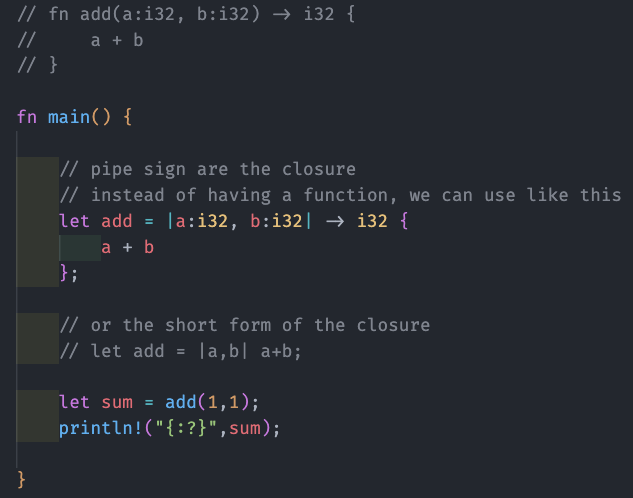 // fn add(a:i32, b:i32) -> i32 {
//     a + b
// }
fn main() {
    // pipe sign are the closure
    // instead of having a function, we can use like this
    let add = |a:i32, b:i32| -> i32 {
        a + b
    };
    // or the short form of the closure
    // let add = |a,b| a+b;
    let sum = add(1,1);
    println!("{:?}",sum);
}